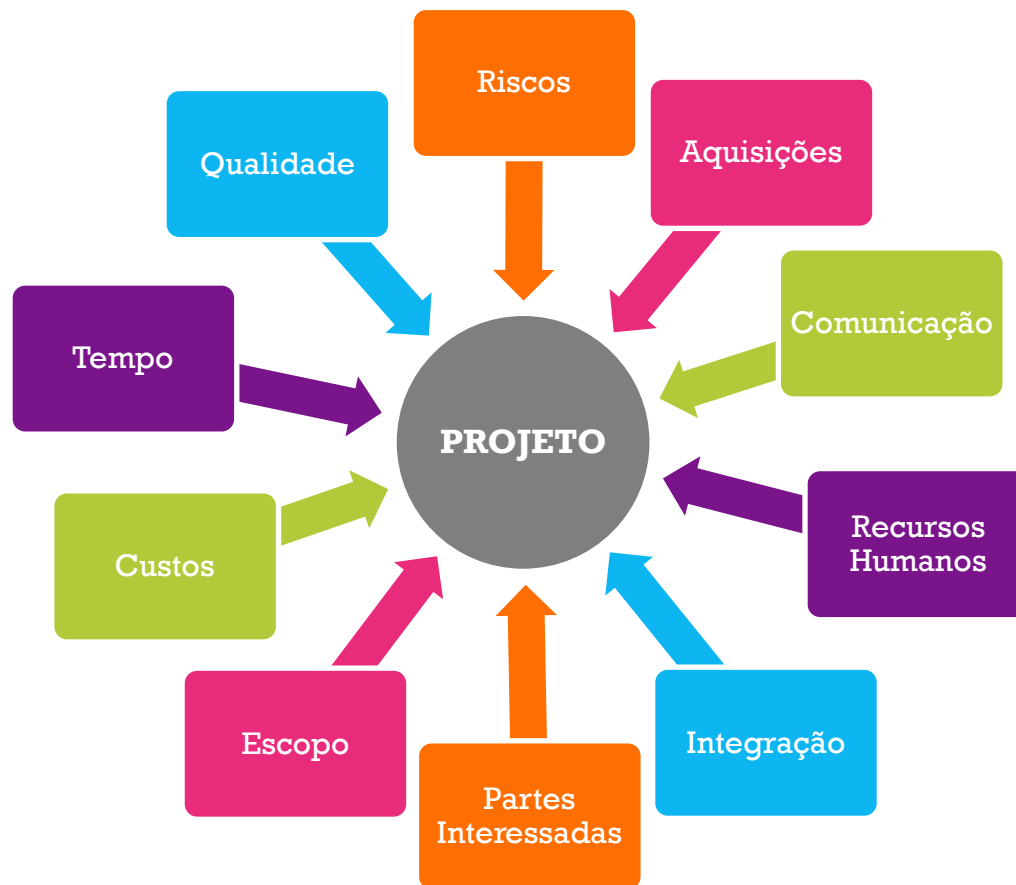 Riscos
Aquisições
Qualidade
Comunicação
Tempo
PROJETO
Recursos
Humanos
Custos
Integração
Escopo
Partes
Interessadas